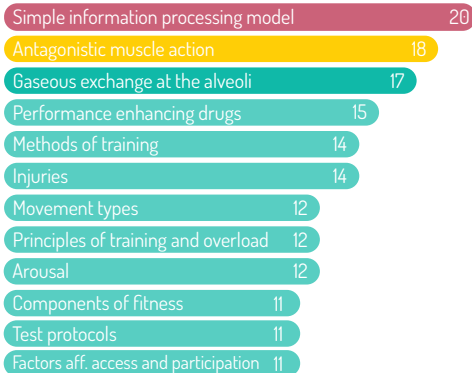 Simple information processing model 20
Antagonistic muscle action 18
Gaseous exchange at the alveoli 17
Performance enhancing drugs 15
Methods of training 14
Injuries 14
Movement types 12
Principles of training and overload 12
Arousal 12
Components of fitness 11
Test protocols 11
Factors aff. access and participation 11